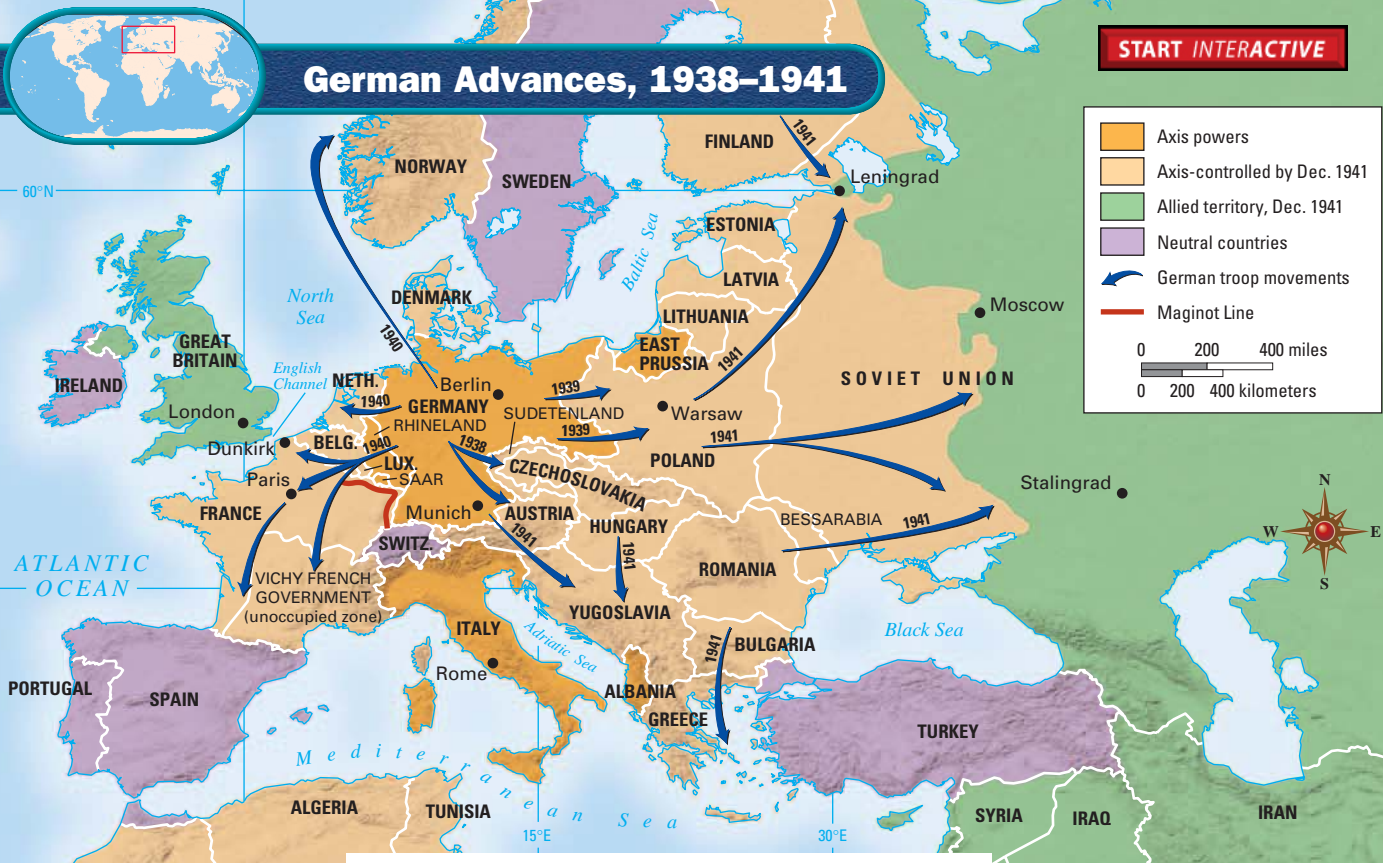 German Advances, 1938–1941
START INTERACTIVE
Axis powers
Axis-controlled by Dec. 1941
Allied territory, Dec. 1941
Neutral countries
German troop movements
Maginot Line
0 200 400 miles
0 200 400 kilometers
1941
FINLAND
NORWAY
SWEDEN
Leningrad
60°N
ESTONIA
Baltic Sea
LATVIA
North
Sea
DENMARK
LITHUANIA
Moscow
1940
GREAT
BRITAIN
EAST
PRUSSIA
1941
English
Channel
IRELAND
NETH.
Berlin
1939
SOVIET UNION
1940
GERMANY
London
SUDETENLAND
Warsaw
RHINELAND
Dunkirk
BELG.
1940
1938
1939
1941
POLAND
LUX.
CZECHOSLOVAKIA
Paris
SAAR
Stalingrad
N
W
E
S
FRANCE
Munich
AUSTRIA
HUNGARY
BESSARABIA
1941
1941
SWITZ.
1941
ATLANTIC
OCEAN
ROMANIA
VICHY FRENCH
GOVERNMENT
(unoccupied zone)
YUGOSLAVIA
ITALY
Adriatic Sea
Black Sea
1941
BULGARIA
Rome
PORTUGAL
SPAIN
ALBANIA
GREECE
TURKEY
Mediterranean Sea
ALGERIA
TUNISIA
SYRIA
IRAQ
IRAN
15°E
30°E